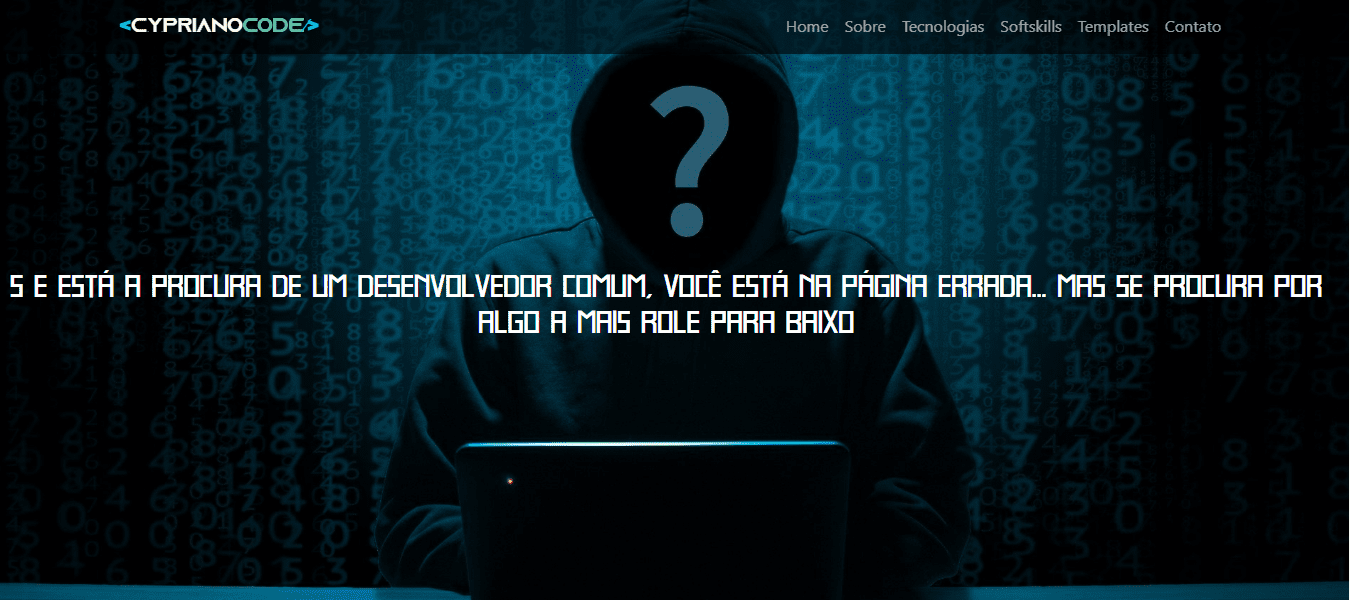 <CYPRIANOCODE/>
Home Sobre Tecnologias Softskills Templates Contato
?
S E ESTÁ A PROCURA DE UM DESENVOLVEDOR COMUM, VOCÊ ESTÁ NA PÁGINA ERRADA... MAS SE PROCURA POR
ALGO A MAIS ROLE PARA BAIXO